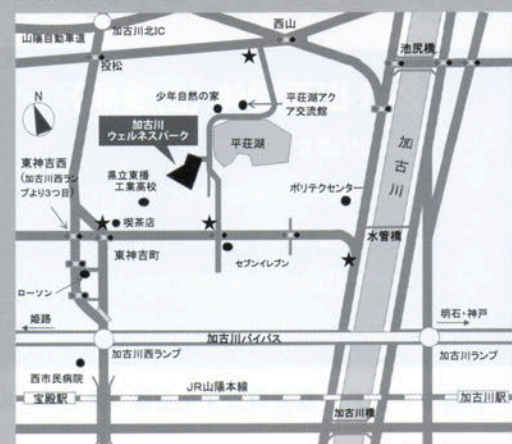 加古川北IC
山陽自動車道
西山
池尻橋
投松
N
少年自然の家
平荘湖アク
ア交流館
加古川
ウェルネスパーク
平荘湖
加古川
東神吉西
(加古川西ラン
プより3つ目)
県立東播
工業高校
ポリテクセンター
喫茶店
水管橋
東神吉町
セブンイレブン
ローソン
姫路
明石・神戸
加古川バイパス
加古川西ランプ
加古川ランプ
西市民病院
JR山陽本線
宝殿駅
加古川駅
加古川橋